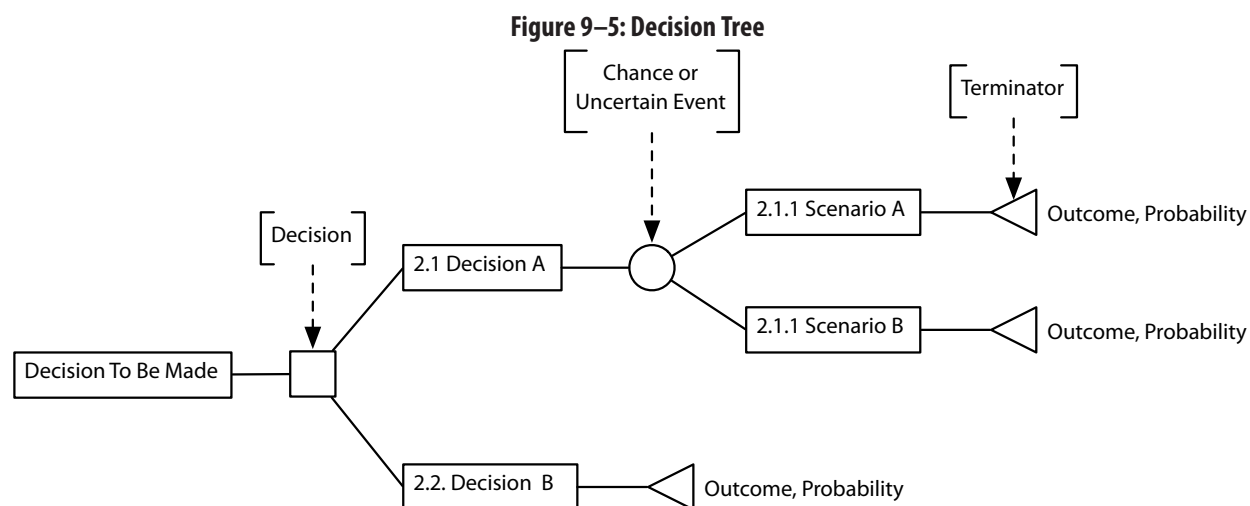 Figure 9–5: Decision Tree
Chance or
Uncertain Event
Terminator
2.1.1 Scenario A
Outcome, Probability
Decision
2.1 Decision A
2.1.1 Scenario B
Outcome, Probability
Decision To Be Made
2.2. Decision B
Outcome, Probability